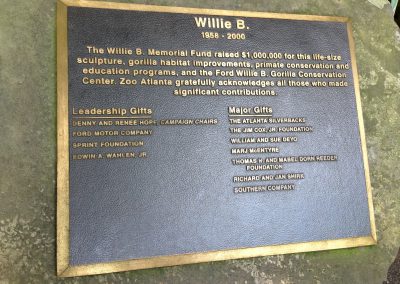 Willie B.
1958 - 2000
The Willie B. Memorial Fund raised $1,000,000 for this life-size
sculpture, gorilla habitat improvements, primate conservation and
education programs, and the Ford Willie B. Gorilla Conservation
Center. Zoo Atlanta gratefully acknowledges all those who made
significant contributions.
Leadership Gifts
DENNY AND RENEE HOPF, CAMPAIGN CHAIRS
FORD MOTOR COMPANY
SPRINT FOUNDATION
EDWIN A. WAHLEN, JR.
Major Gifts
THE ATLANTA SILVERBACKS
THE JIM COX, JR. FOUNDATION
WILLIAM AND SUE DEYO
MARJ McENTYRE
THOMAS H. AND MABEL DORN REEDER
FOUNDATION
RICHARD AND JAN SHIRK
SOUTHERN COMPANY